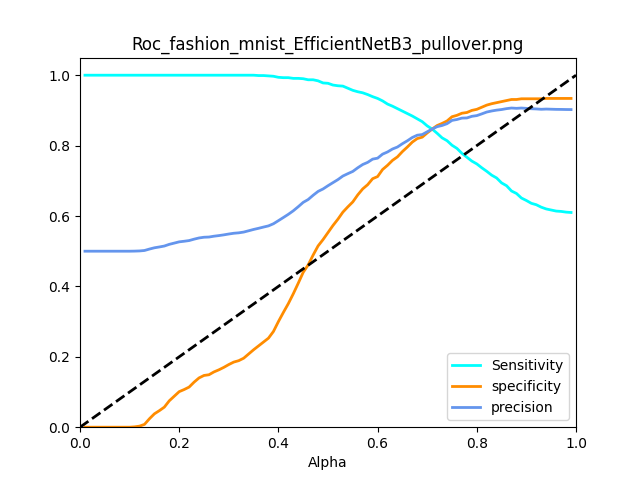 Roc_fashion_mnist_EfficientNetB3_pullover.png
1.0
0.8
0.6
0.4
0.2
0.0
Sensitivity
specificity
precision
0.0 0.2 0.4 0.6 0.8 1.0
Alpha